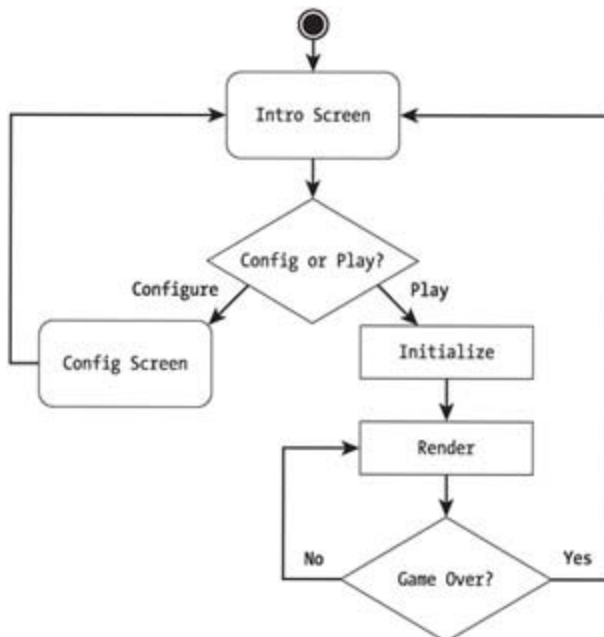 Intro Screen
Config or Play?
Configure
Play
Config Screen
Initialize
Render
No
Game Over?
Yes